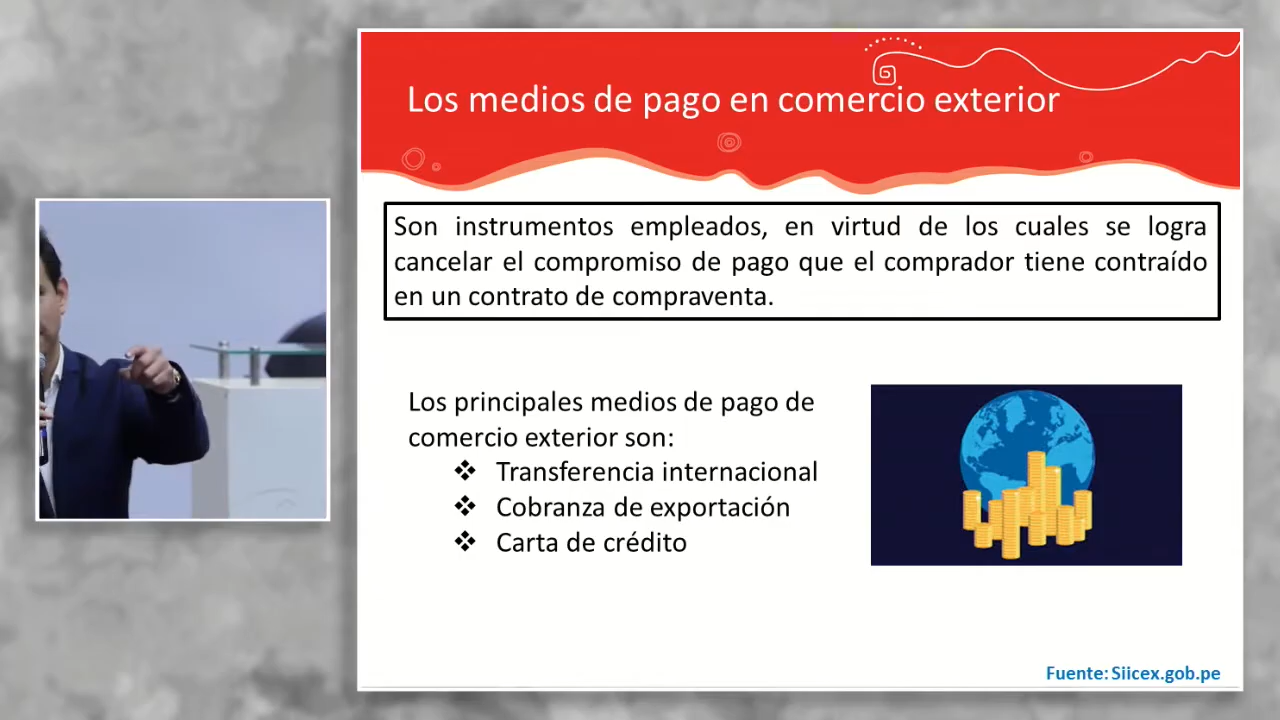 Los medios de pago en comercio exterior
Son instrumentos empleados, en virtud de los cuales se logra
cancelar el compromiso de pago que el comprador tiene contraído
en un contrato de compraventa.
Los principales medios de pago de
comercio exterior son:
❖ Transferencia internacional
❖ Cobranza de exportación
❖ Carta de crédito
Fuente: Siicex.gob.pe